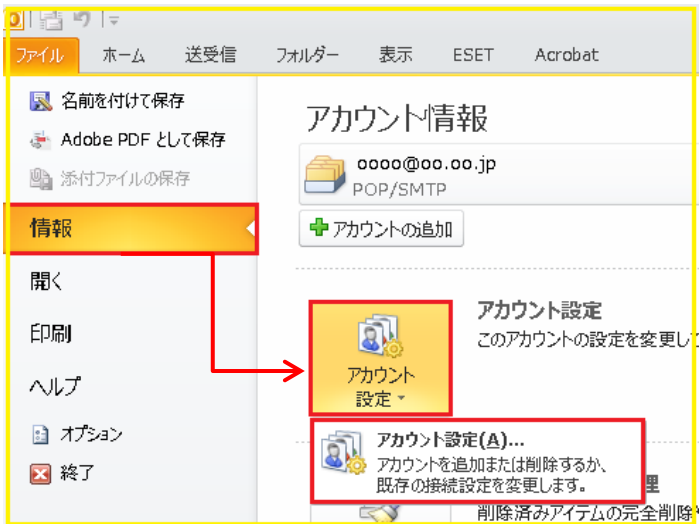 ファイル ホーム 送受信 フォルダー 表示 ESET Acrobat
名前を付けて保存
Adobe PDF として保存
添付ファイルの保存
情報
開く
印刷
ヘルプ
オプション
終了
アカウント情報
oooo@oo.oo.jp
POP/SMTP
アカウントの追加
アカウント
設定
アカウント設定
このアカウントの設定を変更し
アカウント設定(A)...
アカウントを追加または削除するか、
既存の接続設定を変更します。
理
削除済みアイテムの完全削除